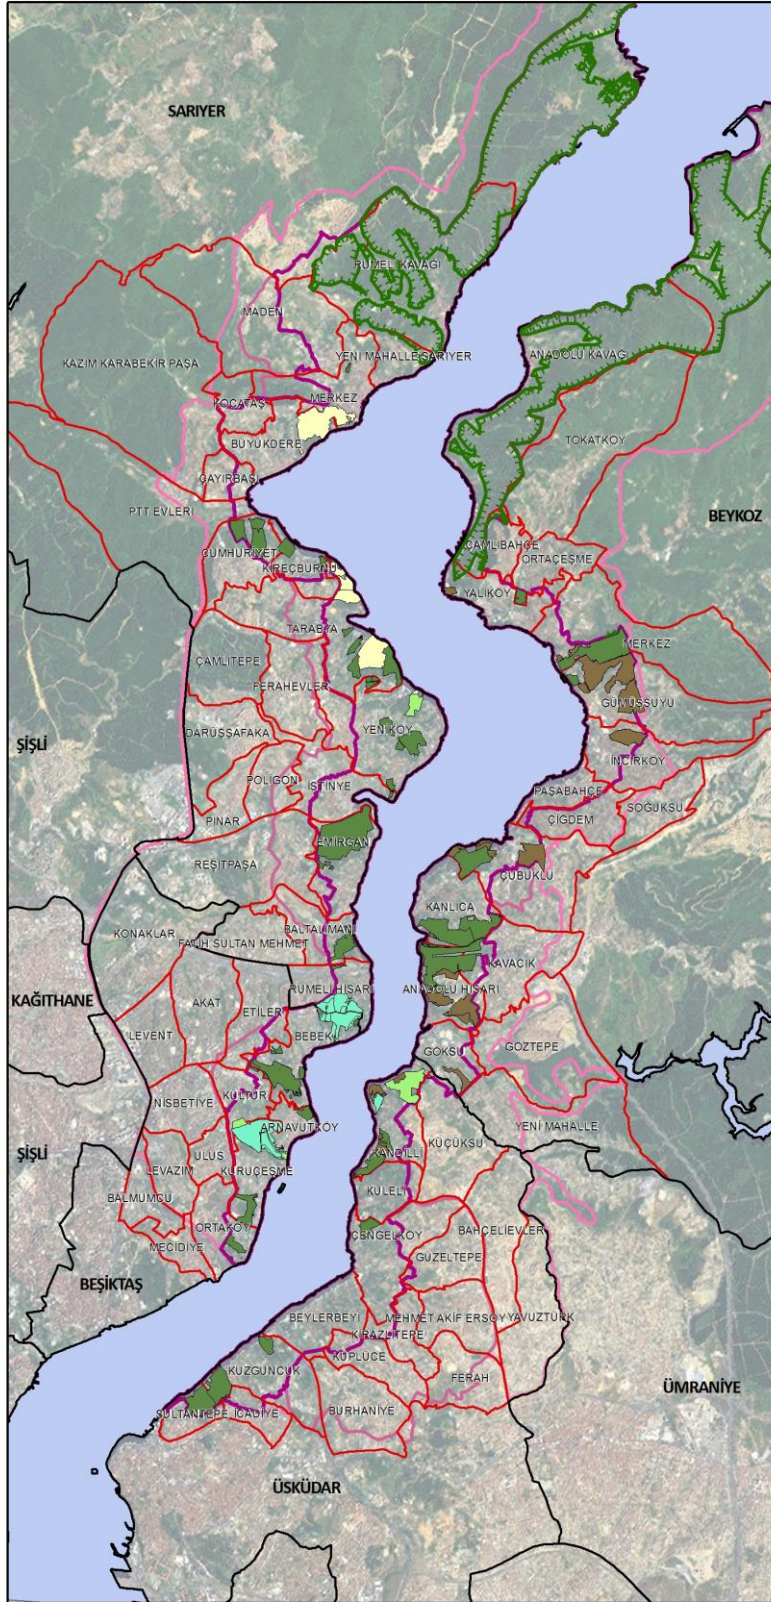 SARIYER
RUMELİ KAVAĞI
MADEN
YENİ MAHALLE SARIYER
ANADOLU KAVAĞI
KAZIM KARABEKİR PAŞA
MERKEZ
KOCATAŞ
BÜYÜKDERE
TOKATKÖY
ÇAYIRBAŞI
PTT EVLERİ
BEYKOZ
ÇAMLIBAHÇE
CUMHURİYET
ORTAÇEŞME
KİREÇBURNU
YALIKÖY
TARABYA
MERKEZ
ÇAMLITEPE
FERAHEVLER
GÜMÜŞSUYU
YENİKÖY
DARÜŞŞAFAKA
ŞİŞLİ
İNCİRKÖY
POLİGON
İSTİNYE
PAŞABAHÇE
SOĞUKSU
PINAR
ÇİĞDEM
EMİRGAN
REŞİTPAŞA
ÇUBUKLU
KANLICA
BALTALİMANI
KONAKLAR
FATİH SULTAN MEHMET
KAVACIK
RUMELİ HİSARI
ANADOLU HİSARI
KAĞITHANE
AKAT
ETİLER
LEVENT
BEBEK
GÖKSU
GÖZTEPE
KÜLTÜR
NİSBETİYE
ARNAVUTKÖY
KÜÇÜKSU
YENİ MAHALLE
ULUS
KANDİLLİ
ŞİŞLİ
LEVAZIM
KURUÇEŞME
KULELİ
BALMUMCU
ORTAKÖY
BAHÇELİEVLER
ÇENGELKÖY
MECİDİYE
GÜZELTEPE
BEŞİKTAŞ
BEYLERBEYİ
MEHMET AKİF ERSOY
YAVUZTÜRK
KİRAZLITEPE
KÜPLÜCE
KUZGUNCUK
FERAH
ÜMRANİYE
BURHANİYE
SULTANTEPE
İCADİYE
ÜSKÜDAR